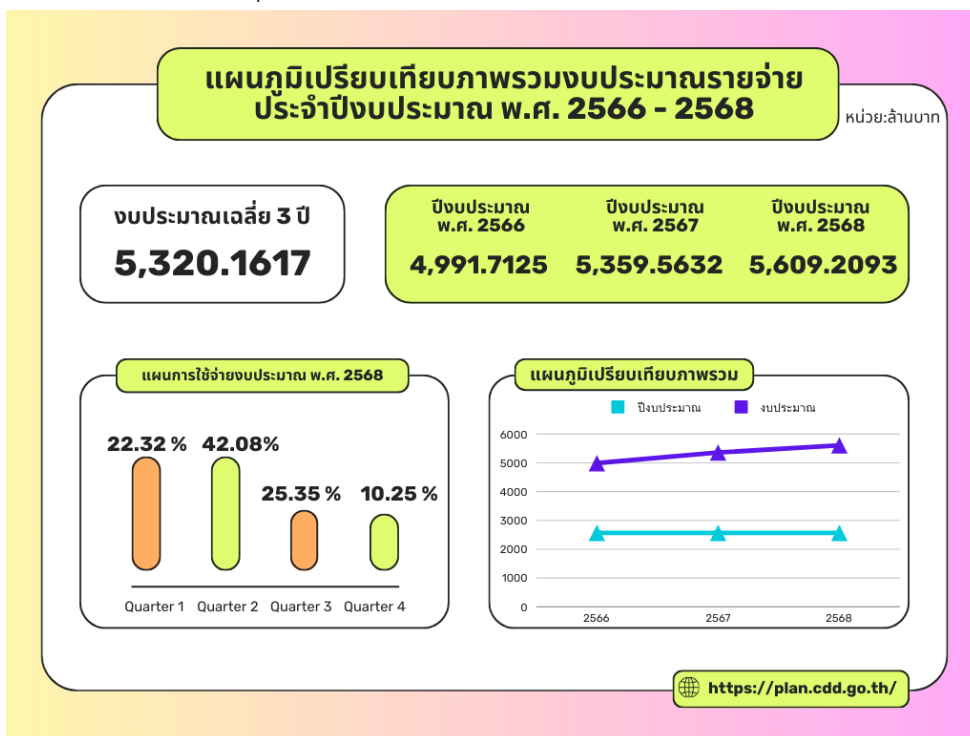 แผนภูมิเปรียบเทียบภาพรวมงบประมาณรายจ่าย
ประจำปีงบประมาณ พ.ศ. 2566 - 2568
หน่วย:ล้านบาท
งบประมาณเฉลี่ย 3 ปี
5,320.1617
ปีงบประมาณ พ.ศ. 2566
4,991.7125
ปีงบประมาณ พ.ศ. 2567
5,359.5632
ปีงบประมาณ พ.ศ. 2568
5,609.2093
แผนการใช้จ่ายงบประมาณ พ.ศ. 2568
22.32 % 42.08%
25.35 % 10.25 %
Quarter 1 Quarter 2 Quarter 3 Quarter 4
แผนภูมิเปรียบเทียบภาพรวม
ปีงบประมาณ งบประมาณ
6000
5000
4000
3000
2000
1000
0
2566 2567 2568
https://plan.cdd.go.th/